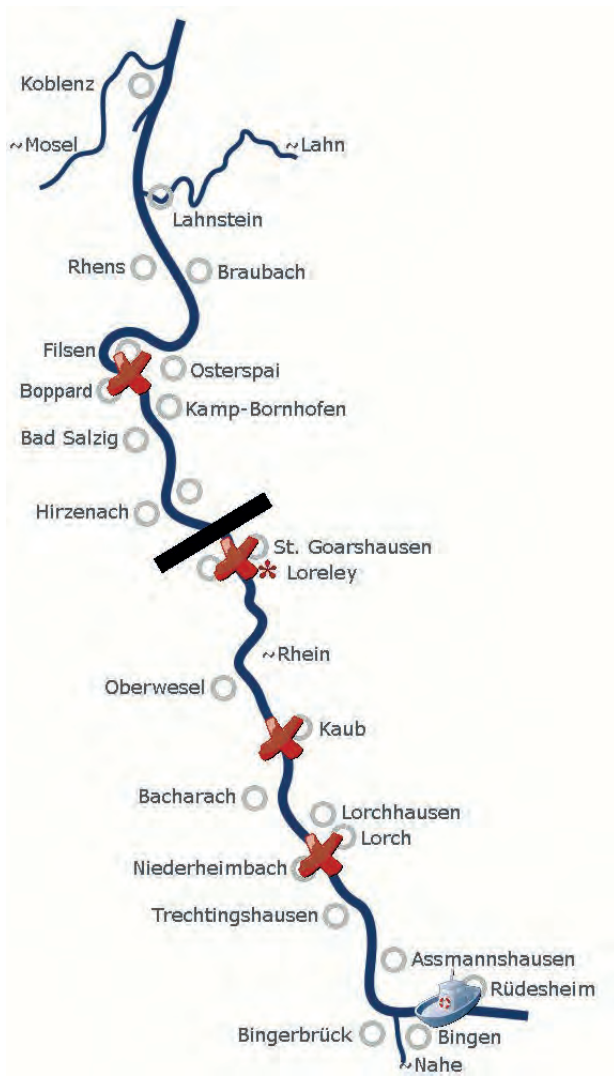 Koblenz
~Mosel
~Lahn
Lahnstein
Rhens
Braubach
Filsen
Osterspai
Boppard
Kamp-Bornhofen
Bad Salzig
Hirzenach
St. Goarshausen
* Loreley
~Rhein
Oberwesel
Kaub
Bacharach
Lorchhausen
Lorch
Niederheimbach
Trechtingshausen
Assmannshausen
Rüdesheim
Bingerbrück
Bingen
~Nahe